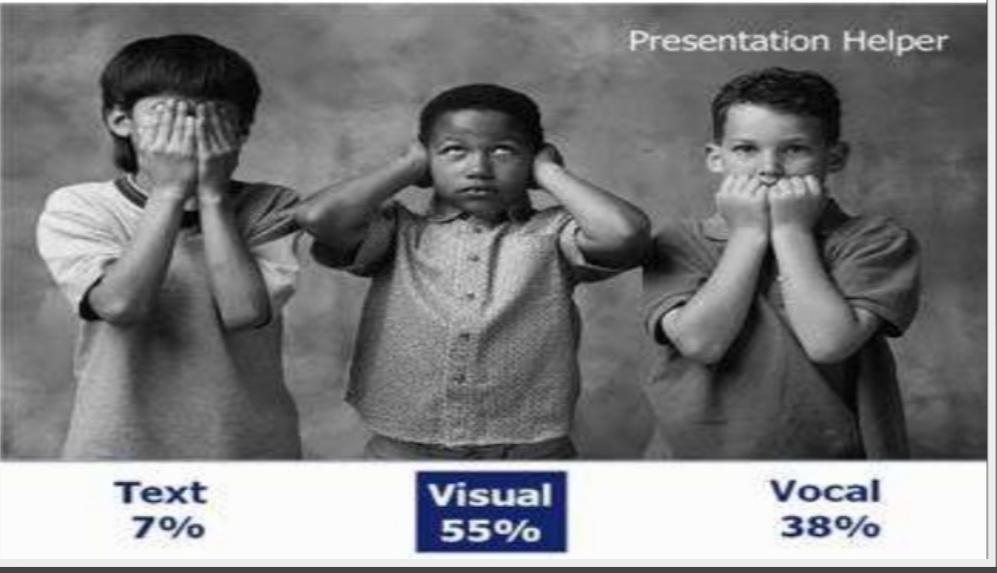 Presentation Helper
Text
7%
Visual
55%
Vocal
38%